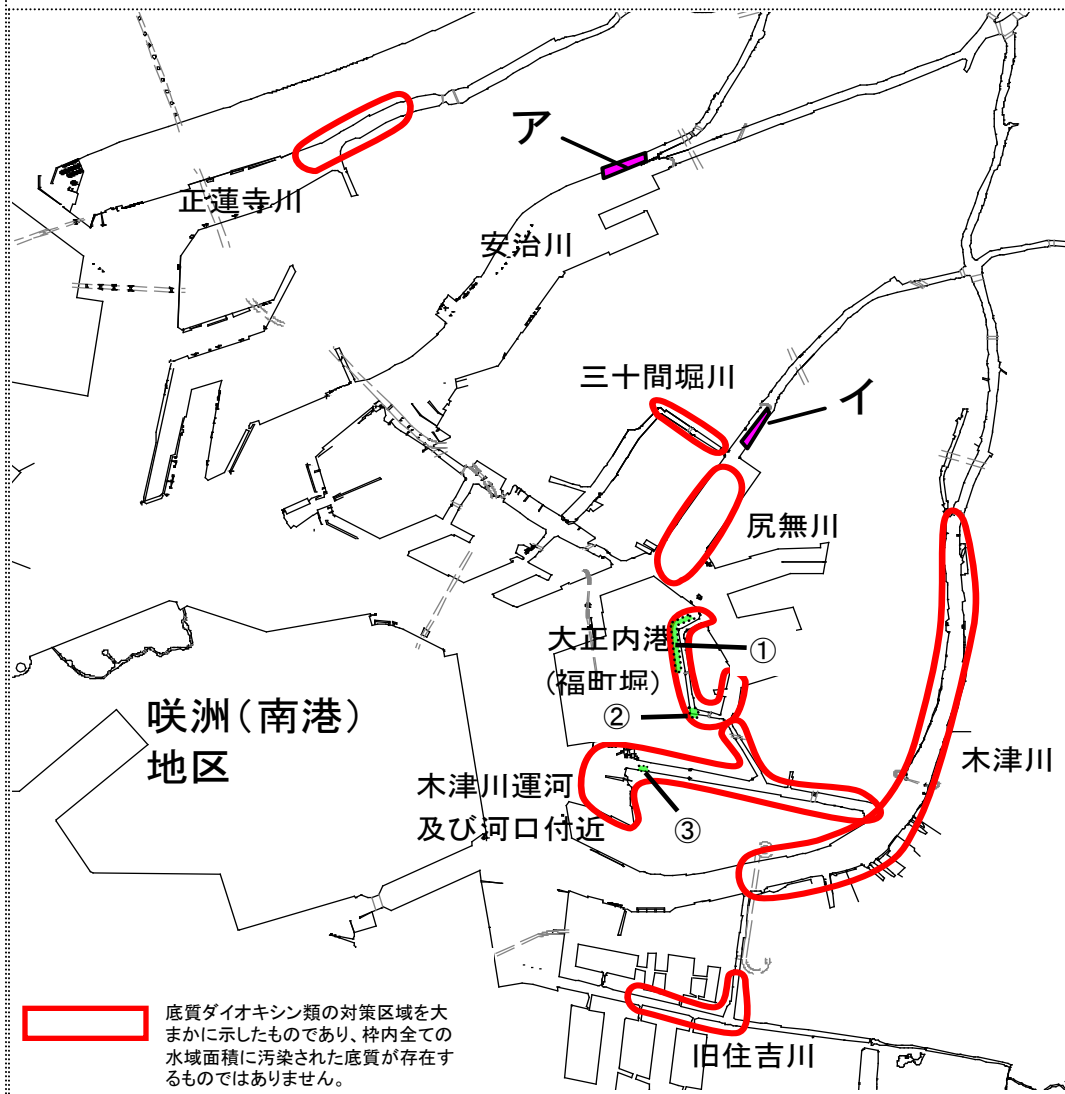 ア
正蓮寺川
安治川
三十間堀川
イ
尻無川
大正内港
(福町堀)
①
②
咲洲(南港)
地区
木津川運河
及び河口付近
③
木津川
底質ダイオキシン類の対策区域を大
まかに示したものであり、枠内全ての
水域面積に汚染された底質が存在す
るものではありません。
旧住吉川